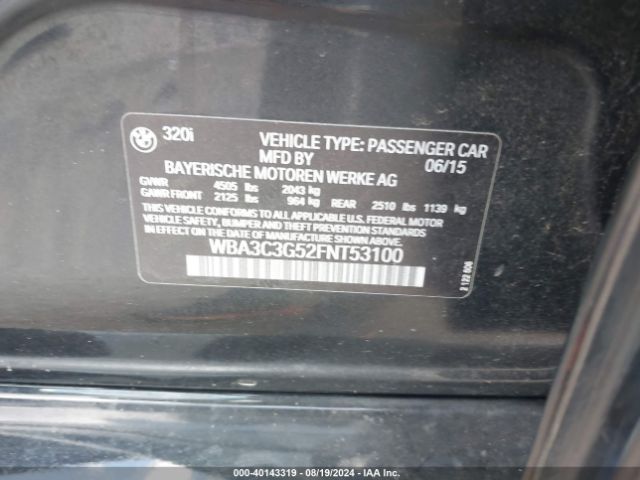 320i VEHICLE TYPE: PASSENGER CAR
MFD BY 06/15
BAYERISCHE MOTOREN WERKE AG
GVWR 4505 lbs 2043 kg
GAWR FRONT 2125 lbs 964 kg REAR 2510 lbs 1139 kg
THIS VEHICLE CONFORMS TO ALL APPLICABLE U.S. FEDERAL MOTOR
VEHICLE SAFETY, BUMPER AND THEFT PREVENTION STANDARDS
IN EFFECT ON THE DATE OF MANUFACTURE SHOWN ABOVE.
WBA3C3G52FNT53100
2 122 606
000-40143319 - 08/19/2024 - IAA Inc.